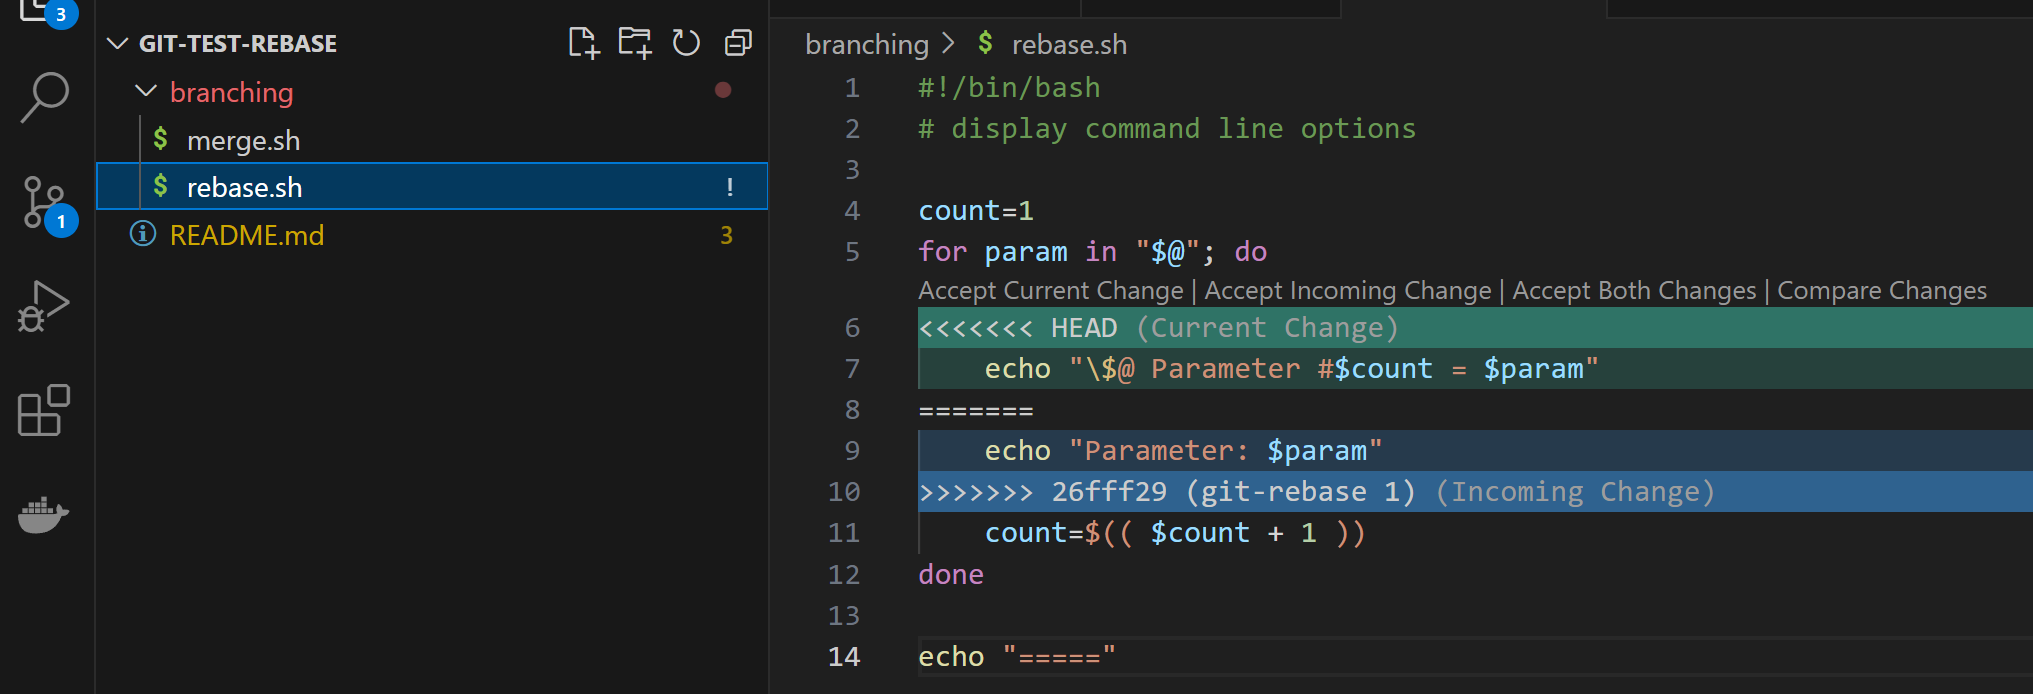 3
GIT-TEST-REBASE
branching
$ merge.sh
$ rebase.sh !
README.md 3
1
branching > $ rebase.sh
1 #!/bin/bash
2 # display command line options
3
4 count=1
5 for param in "$@"; do
Accept Current Change | Accept Incoming Change | Accept Both Changes | Compare Changes
6 <<<<<<< HEAD (Current Change)
7     echo "\$@ Parameter #$count = $param"
8 =======
9     echo "Parameter: $param"
10 >>>>>>> 26fff29 (git-rebase 1) (Incoming Change)
11     count=$(( $count + 1 ))
12 done
13
14 echo "====="